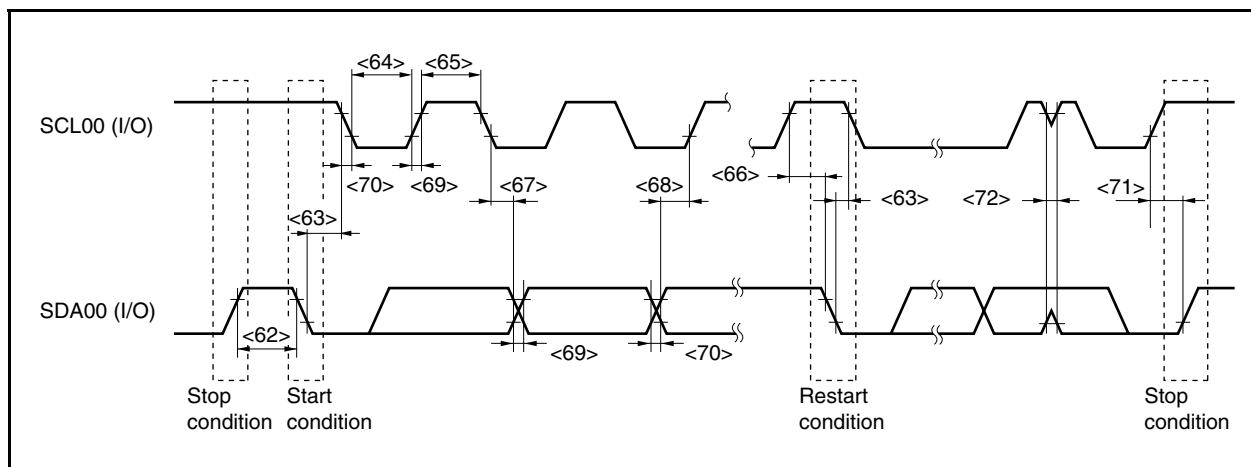 <64> <65>
SCL00 (I/O)
<70> <69> <67> <68> <66> <63> <72> <71>
<63>
SDA00 (I/O)
<62> <69> <70>
Stop condition
Start condition
Restart condition
Stop condition